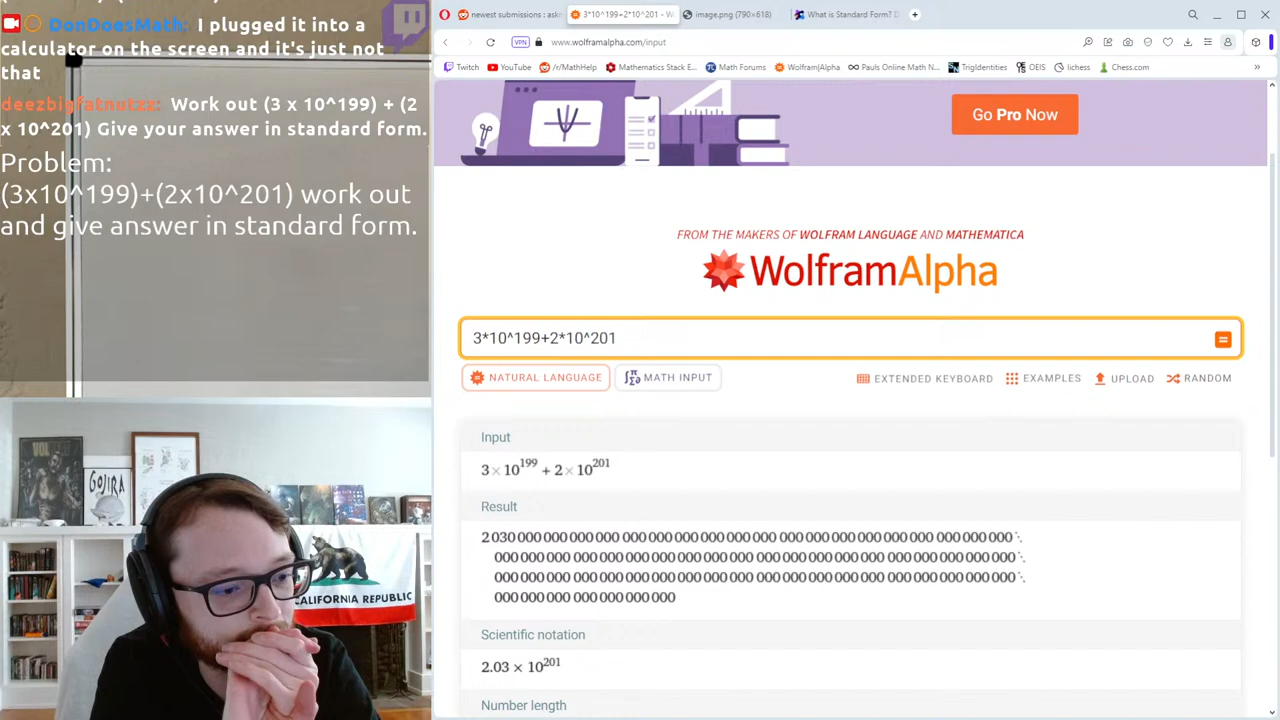 DonDoesMath: I plugged it into a
calculator on the screen and it's just not
that
deezbigfatnutzz: Work out (3 x 10^199) + (2
x 10^201) Give your answer in standard form.
Problem:
(3x10^199)+(2x10^201) work out
and give answer in standard form.
GOJIRA
CALIFORNIA REPUBLIC
newest submissions : ask
3*10^199+2*10^201 - W
image.png (790×618)
What is Standard Form? D
VPN www.wolframalpha.com/input
Twitch YouTube /r/MathHelp Mathematics Stack E... Math Forums Wolfram|Alpha Pauls Online Math N... TrigIdentities OEIS lichess Chess.com »
Go Pro Now
FROM THE MAKERS OF WOLFRAM LANGUAGE AND MATHEMATICA
WolframAlpha
3*10^199+2*10^201
NATURAL LANGUAGE MATH INPUT EXTENDED KEYBOARD EXAMPLES UPLOAD RANDOM
Input
3 × 10^199 + 2 × 10^201
Result
2 030 000 000 000 000 000 000 000 000 000 000 000 000 000 000 000 000 000 000 000 000 ⋱
000 000 000 000 000 000 000 000 000 000 000 000 000 000 000 000 000 000 000 000 ⋱
000 000 000 000 000 000 000 000 000 000 000 000 000 000 000 000 000 000 000 000 ⋱
000 000 000 000 000 000 000
Scientific notation
2.03 × 10^201
Number length